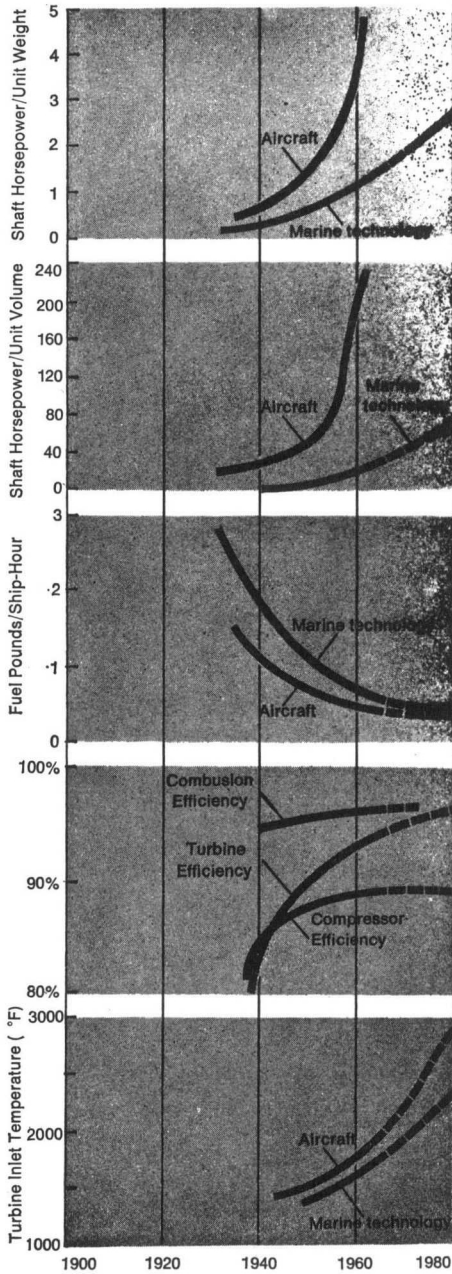 Shaft Horsepower/Unit Weight
5
4
3
2
1
0
Aircraft
Marine technology
Shaft Horsepower/Unit Volume
240
200
160
120
80
40
0
Aircraft
Marine
technology
Fuel Pounds/Ship-Hour
3
.2
.1
0
Marine technology
Aircraft
100%
90%
80%
Combusion
Efficiency
Turbine
Efficiency
Compressor
Efficiency
Turbine Inlet Temperature ( °F)
3000
2000
1000
Aircraft
Marine technology
1900
1920
1940
1960
1980